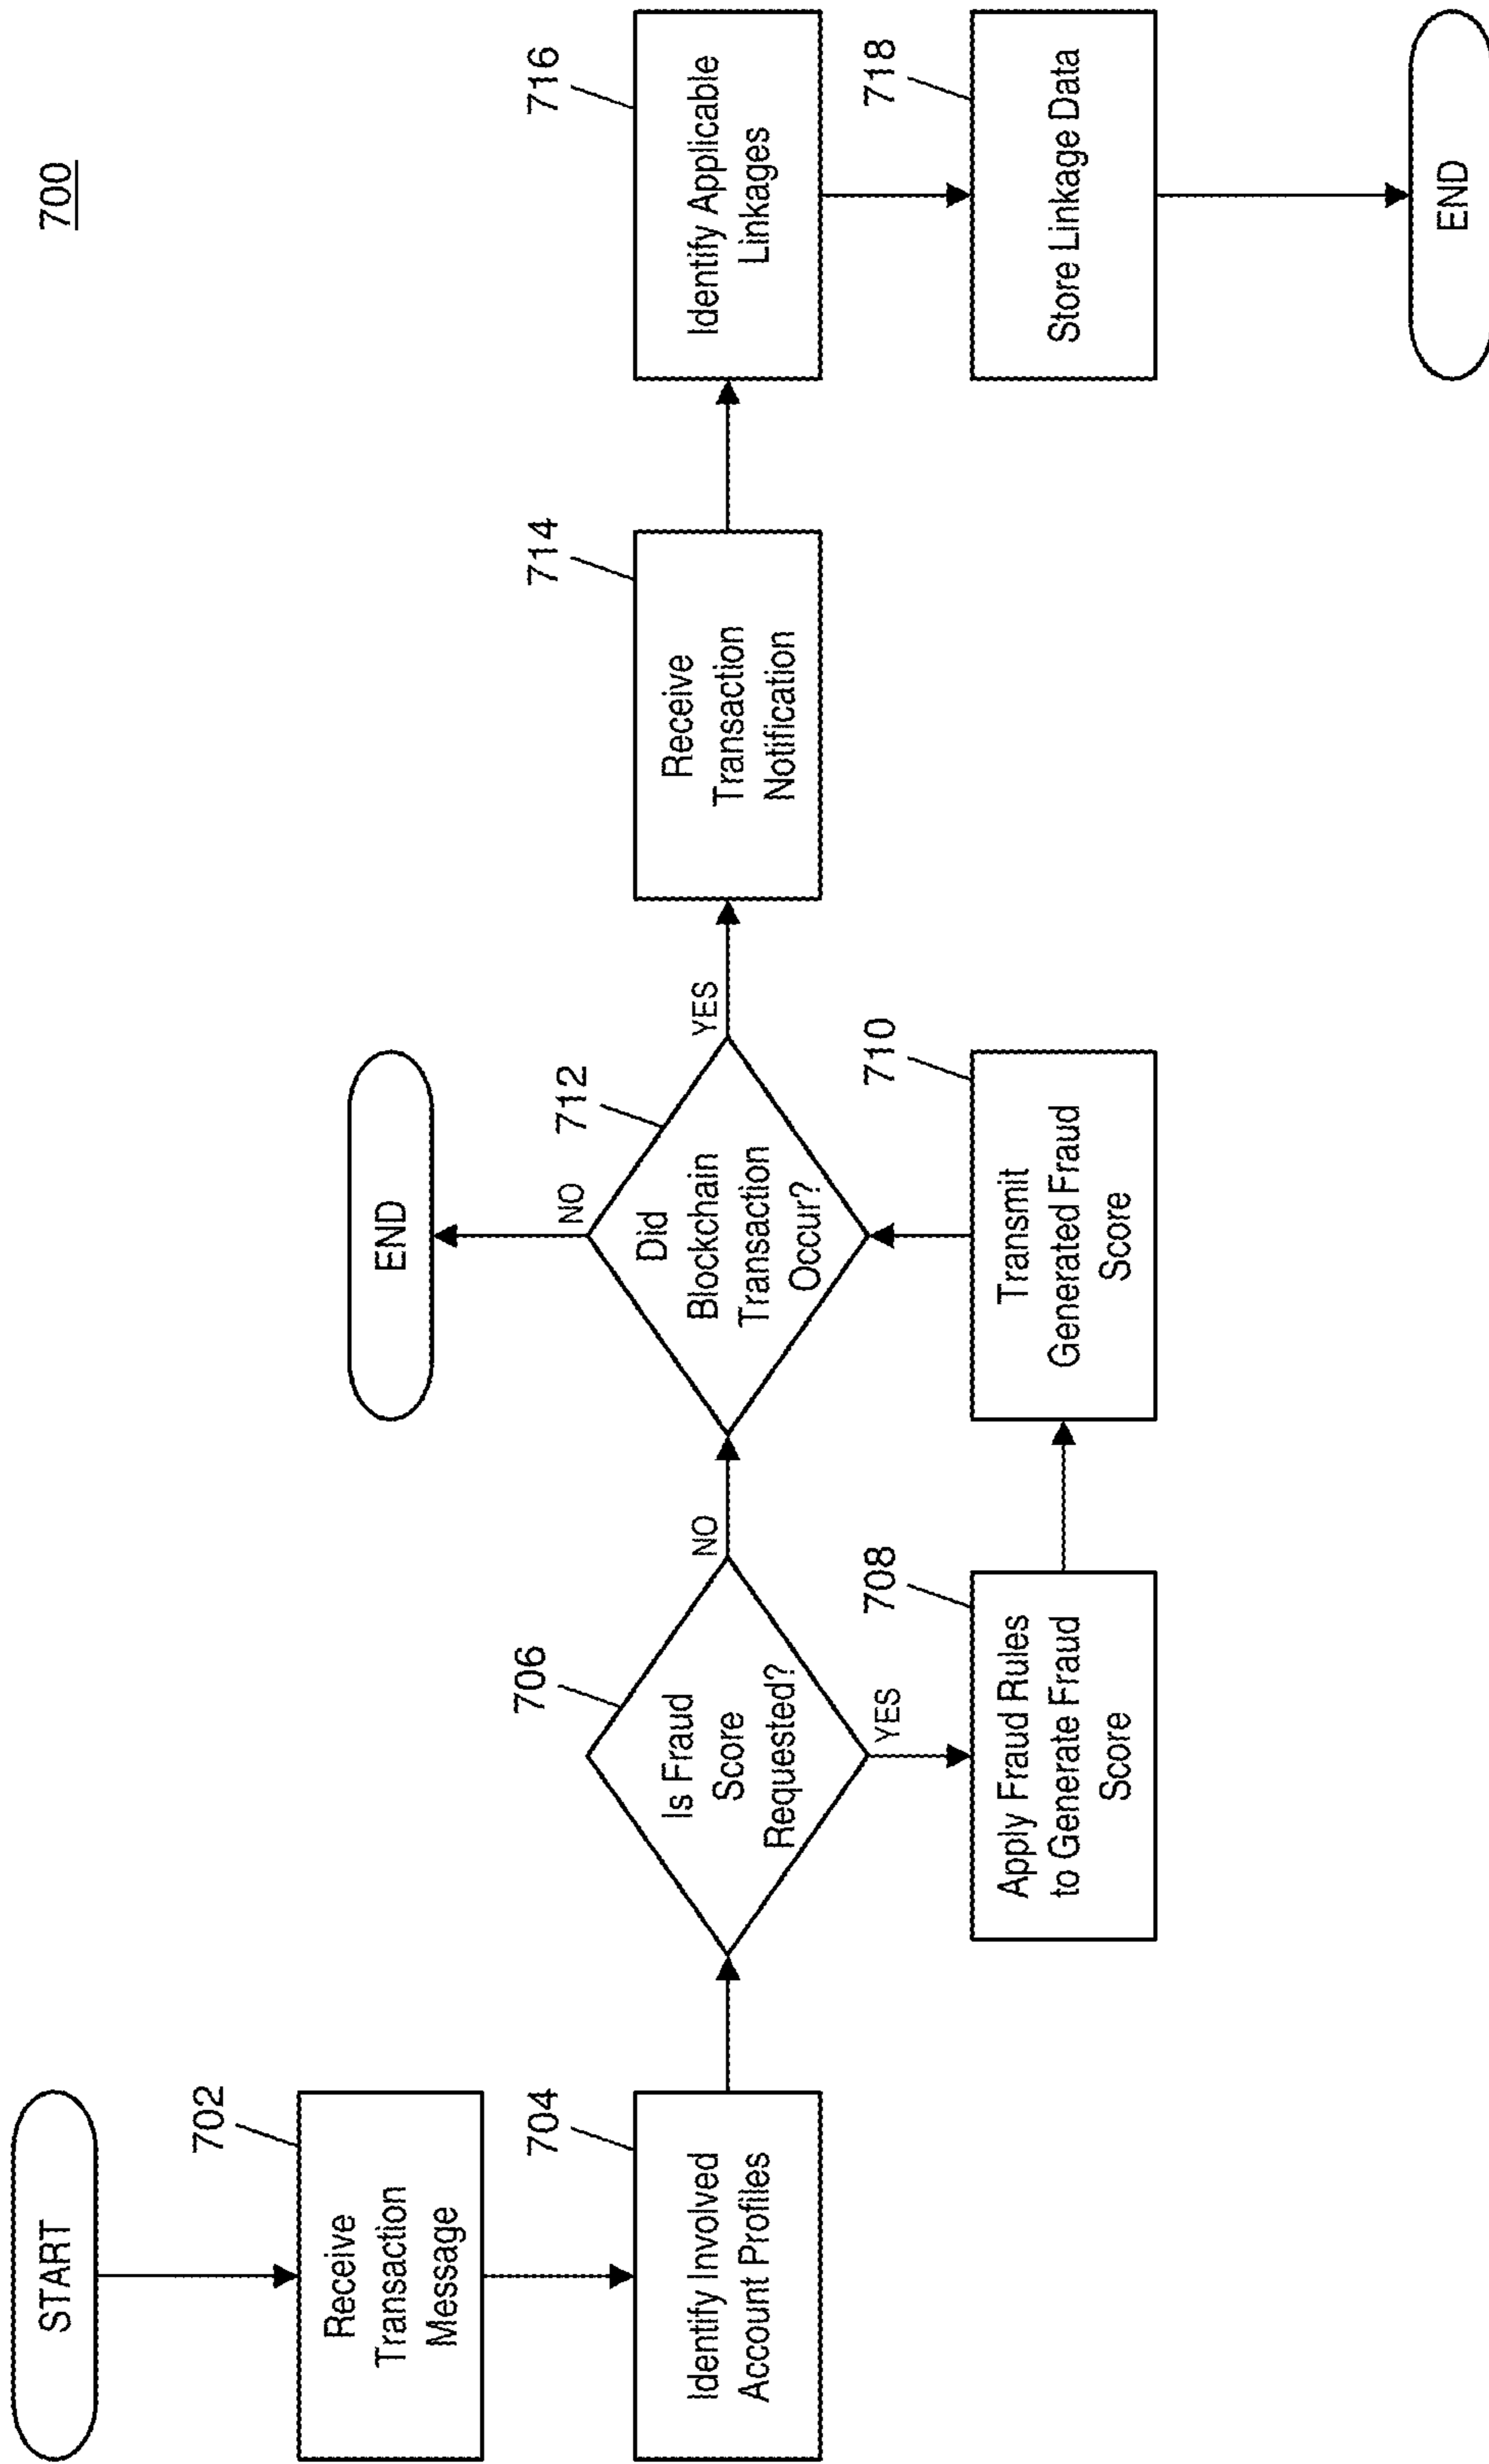 700
START
702
Receive
Transaction
Message
704
Identify Involved
Account Profiles
706
Is Fraud
Score
Requested?
NO
YES
708
Apply Fraud Rules
to Generate Fraud
Score
710
Transmit
Generated Fraud
Score
712
Did
Blockchain
Transaction
Occur?
NO
END
YES
714
Receive
Transaction
Notification
716
Identify Applicable
Linkages
718
Store Linkage Data
END